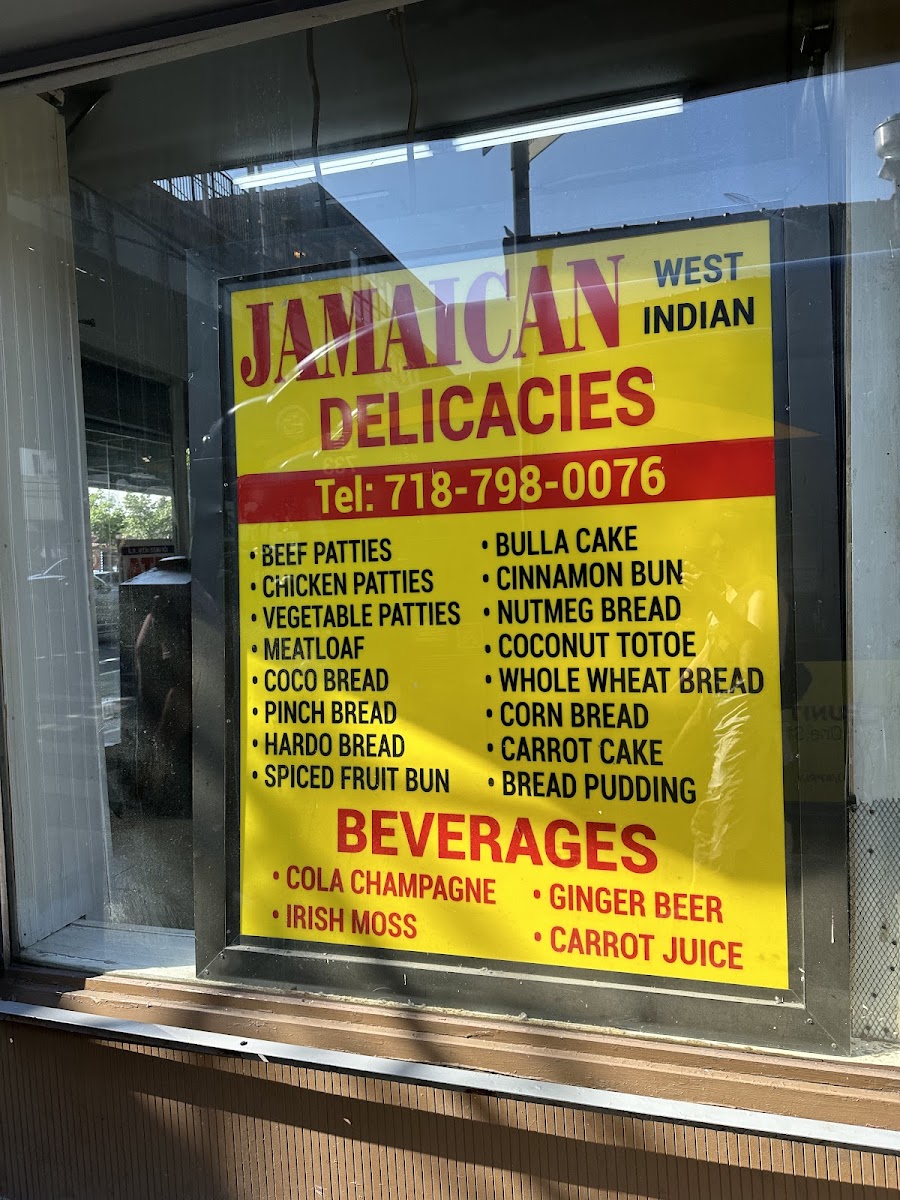 JAMAICAN
WEST
INDIAN
DELICACIES
Tel: 718-798-0076
• BEEF PATTIES
• CHICKEN PATTIES
• VEGETABLE PATTIES
• MEATLOAF
• COCO BREAD
• PINCH BREAD
• HARDO BREAD
• SPICED FRUIT BUN
• BULLA CAKE
• CINNAMON BUN
• NUTMEG BREAD
• COCONUT TOTOE
• WHOLE WHEAT BREAD
• CORN BREAD
• CARROT CAKE
• BREAD PUDDING
BEVERAGES
• COLA CHAMPAGNE
• IRISH MOSS
• GINGER BEER
• CARROT JUICE